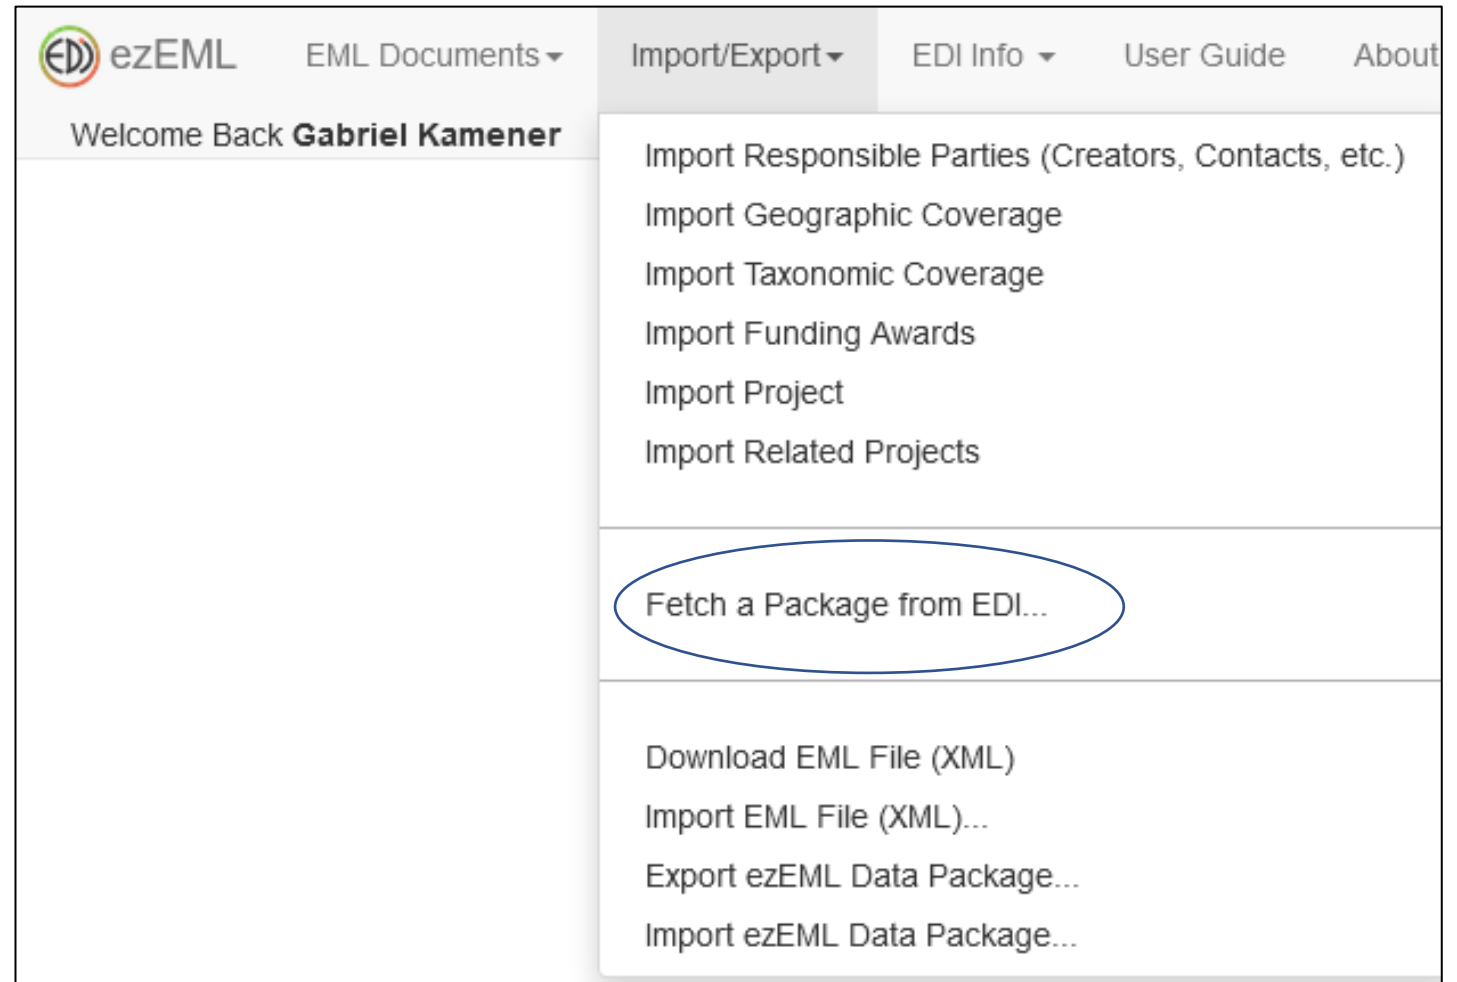 EDI ezEML EML Documents Import/Export EDI Info User Guide About
Welcome Back Gabriel Kamener
Import Responsible Parties (Creators, Contacts, etc.)
Import Geographic Coverage
Import Taxonomic Coverage
Import Funding Awards
Import Project
Import Related Projects
Fetch a Package from EDI...
Download EML File (XML)
Import EML File (XML)...
Export ezEML Data Package...
Import ezEML Data Package...